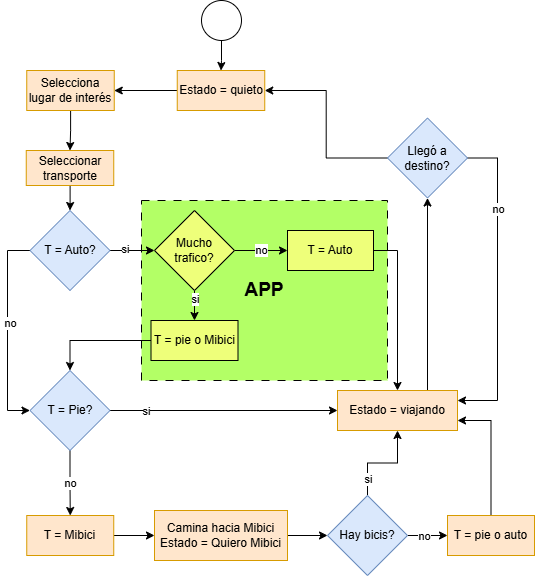 Estado = quieto
Selecciona
lugar de interés
Seleccionar
transporte
T = Auto?
si
Mucho
trafico?
no
T = Auto
APP
si
T = pie o Mibici
Llegó a
destino?
no
no
T = Pie?
si
Estado = viajando
no
si
T = Mibici
Camina hacia Mibici
Estado = Quiero Mibici
Hay bicis?
no
T = pie o auto